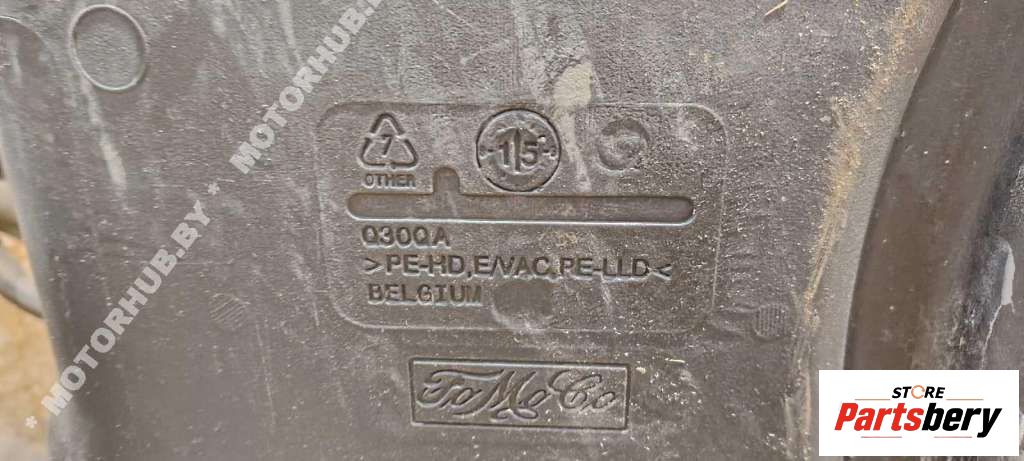 * MOTORHUB.BY * MOTORHUB.BY
7
OTHER
15
Q30QA
>PE-HD,E/VAC,PE-LLD<
BELGIUM
FoMoCo
STORE
Partsbery